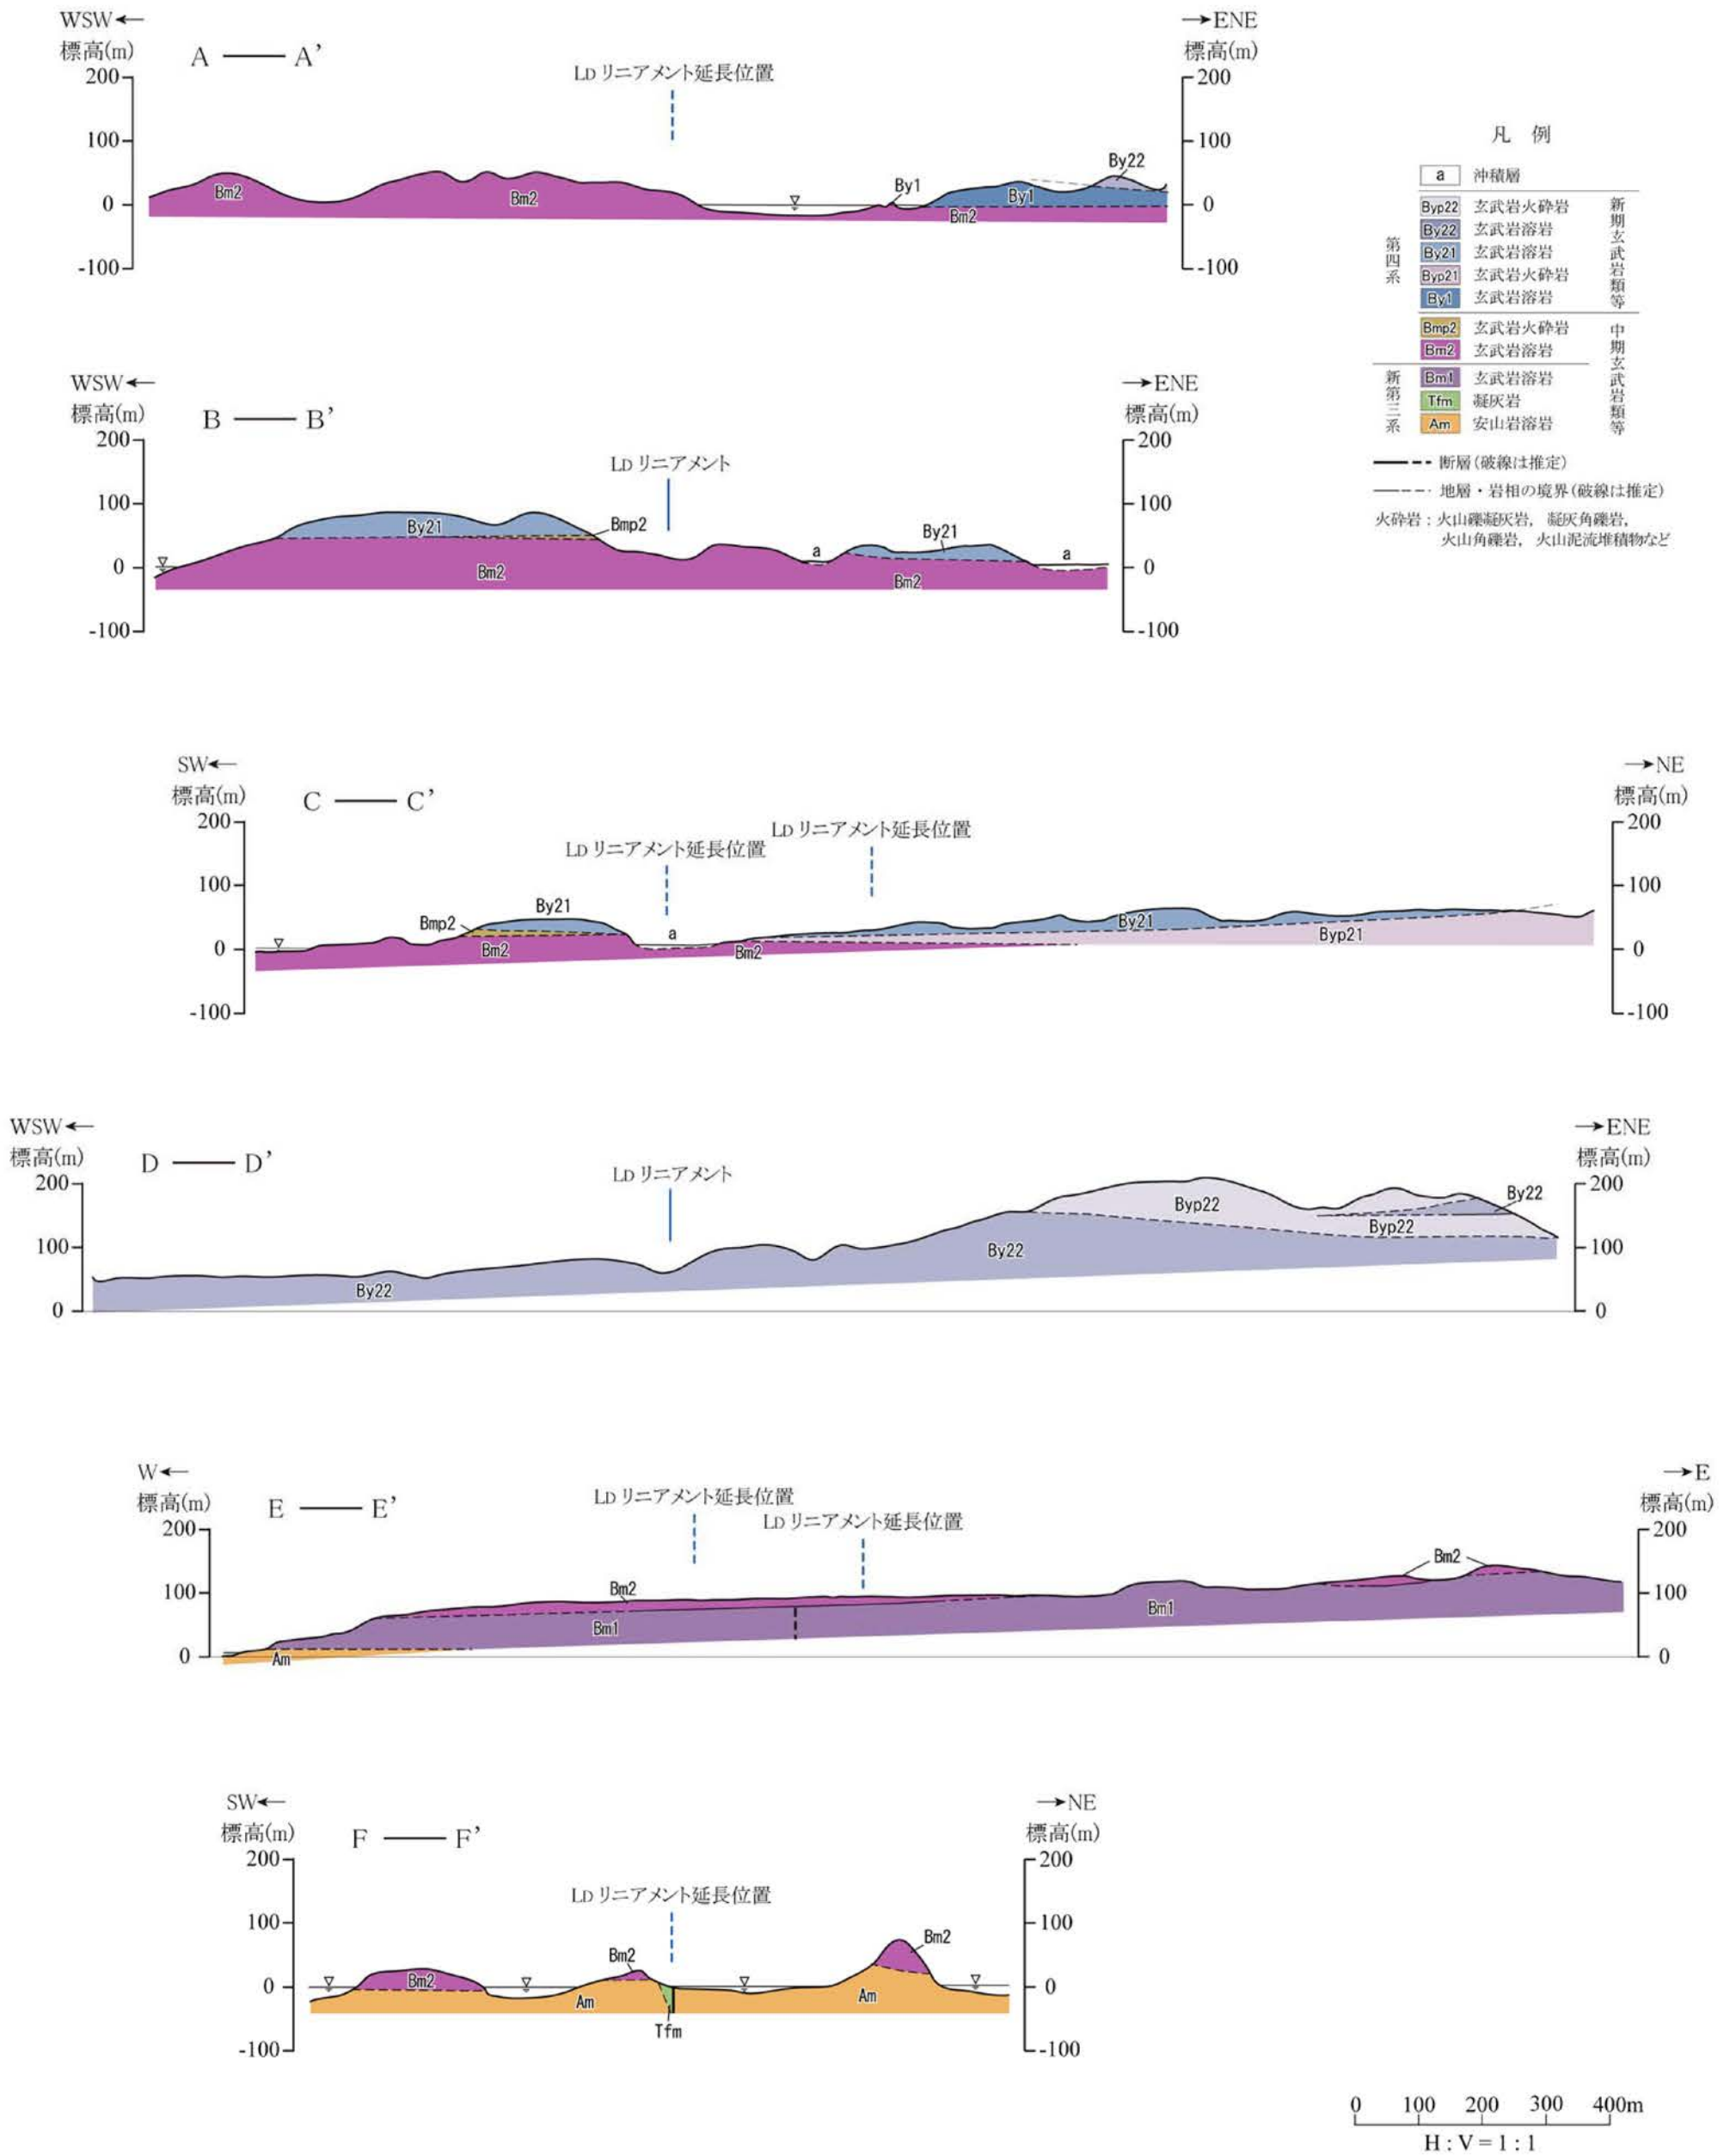 WSW← →ENE
標高(m) 標高(m)
A — A’
LD リニアメント延長位置
200 200
100 100
0 0
-100 -100
Bm2
Bm2
By1
By1
By22
Bm2
凡 例
a 沖積層
Byp22 玄武岩火砕岩
By22 玄武岩溶岩
By21 玄武岩溶岩
Byp21 玄武岩火砕岩
By1 玄武岩溶岩
Bmp2 玄武岩火砕岩
Bm2 玄武岩溶岩
Bm1 玄武岩溶岩
Tfm 凝灰岩
Am 安山岩溶岩
第四系
新第三系
新期玄武岩類等
中期玄武岩類等
断層(破線は推定)
地層・岩相の境界(破線は推定)
火砕岩：火山礫凝灰岩，凝灰角礫岩，
火山角礫岩，火山泥流堆積物など
WSW← →ENE
標高(m) 標高(m)
B — B’
LD リニアメント
200 200
100 100
0 0
-100 -100
By21
Bmp2
Bm2
a
By21
Bm2
a
SW← →NE
標高(m) 標高(m)
C — C’
LD リニアメント延長位置
LD リニアメント延長位置
200 200
100 100
0 0
-100 -100
Bmp2
By21
Bm2
a
Bm2
By21
Byp21
WSW← →ENE
標高(m) 標高(m)
D — D’
LD リニアメント
200 200
100 100
0 0
By22
By22
Byp22
Byp22
By22
W← →E
標高(m) 標高(m)
E — E’
LD リニアメント延長位置
LD リニアメント延長位置
200 200
100 100
0 0
Am
Bm2
Bm1
Bm1
Bm2
SW← →NE
標高(m) 標高(m)
F — F’
LD リニアメント延長位置
200 200
100 100
0 0
-100 -100
Bm2
Am
Bm2
Tfm
Am
Bm2
0 100 200 300 400m
H : V = 1 : 1